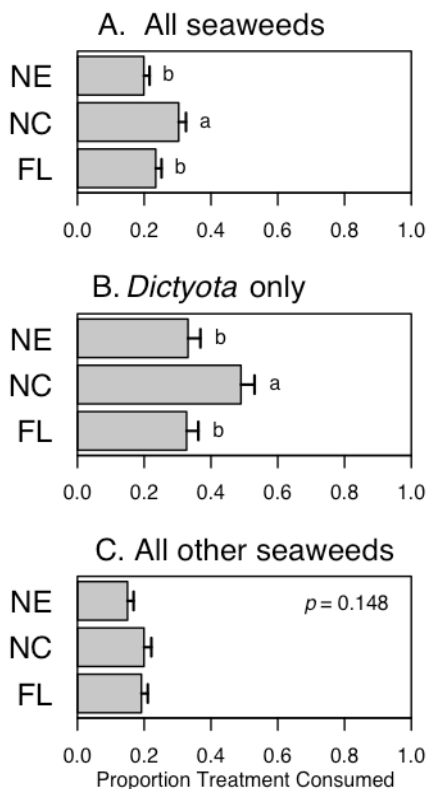 A. All seaweeds
NE b
NC a
FL b
0.0 0.2 0.4 0.6 0.8 1.0
B. Dictyota only
NE b
NC a
FL b
0.0 0.2 0.4 0.6 0.8 1.0
C. All other seaweeds
NE p = 0.148
NC
FL
0.0 0.2 0.4 0.6 0.8 1.0
Proportion Treatment Consumed